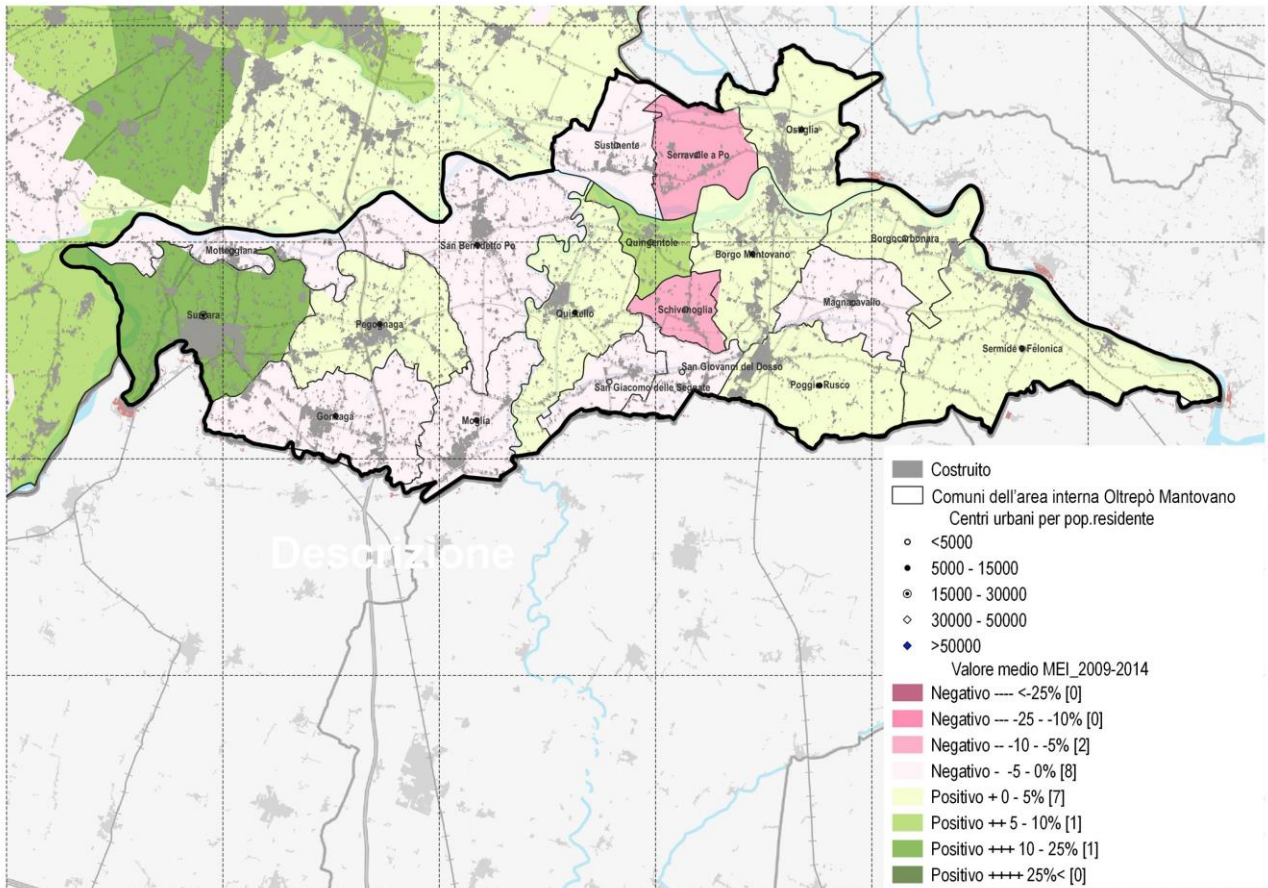 Sustinente
Serravalle a Po
Ostiglia
Motteggiana
San Benedetto Po
Quingentole
Borgo Mantovano
Borgocarbonara
Suzzara
Pegognaga
Quistello
Schivenoglia
Magnacavallo
Sermide e Felonica
San Giovanni del Dosso
San Giacomo delle Segnate
Poggio Rusco
Gonzaga
Moglia
Descrizione
Costruito
Comuni dell'area interna Oltrepò Mantovano
Centri urbani per pop.residente
<5000
5000 - 15000
15000 - 30000
30000 - 50000
>50000
Valore medio MEI_2009-2014
Negativo ---- <-25% [0]
Negativo --- -25 - -10% [0]
Negativo -- -10 - -5% [2]
Negativo - -5 - 0% [8]
Positivo + 0 - 5% [7]
Positivo ++ 5 - 10% [1]
Positivo +++ 10 - 25% [1]
Positivo ++++ 25%< [0]